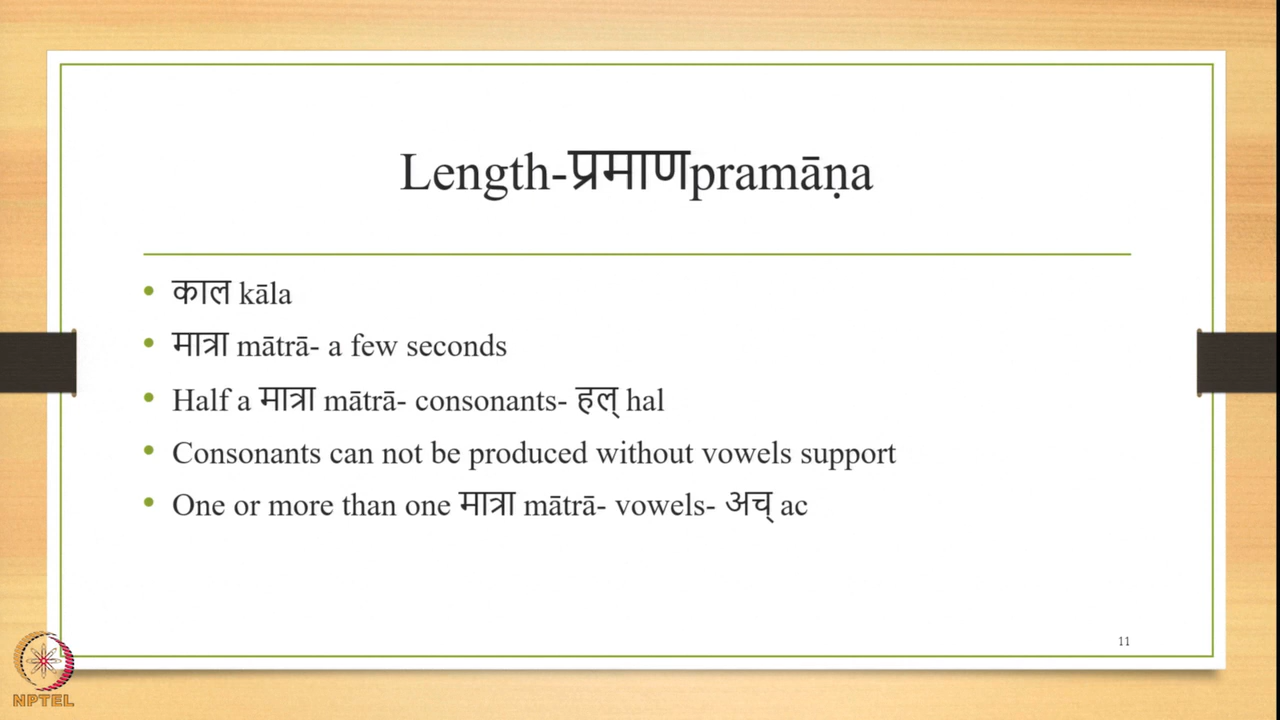 Length-प्रमाणpramāṇa
• काल kāla
• मात्रा mātrā- a few seconds
• Half a मात्रा mātrā- consonants- हल् hal
• Consonants can not be produced without vowels support
• One or more than one मात्रा mātrā- vowels- अच् ac
11
NPTEL